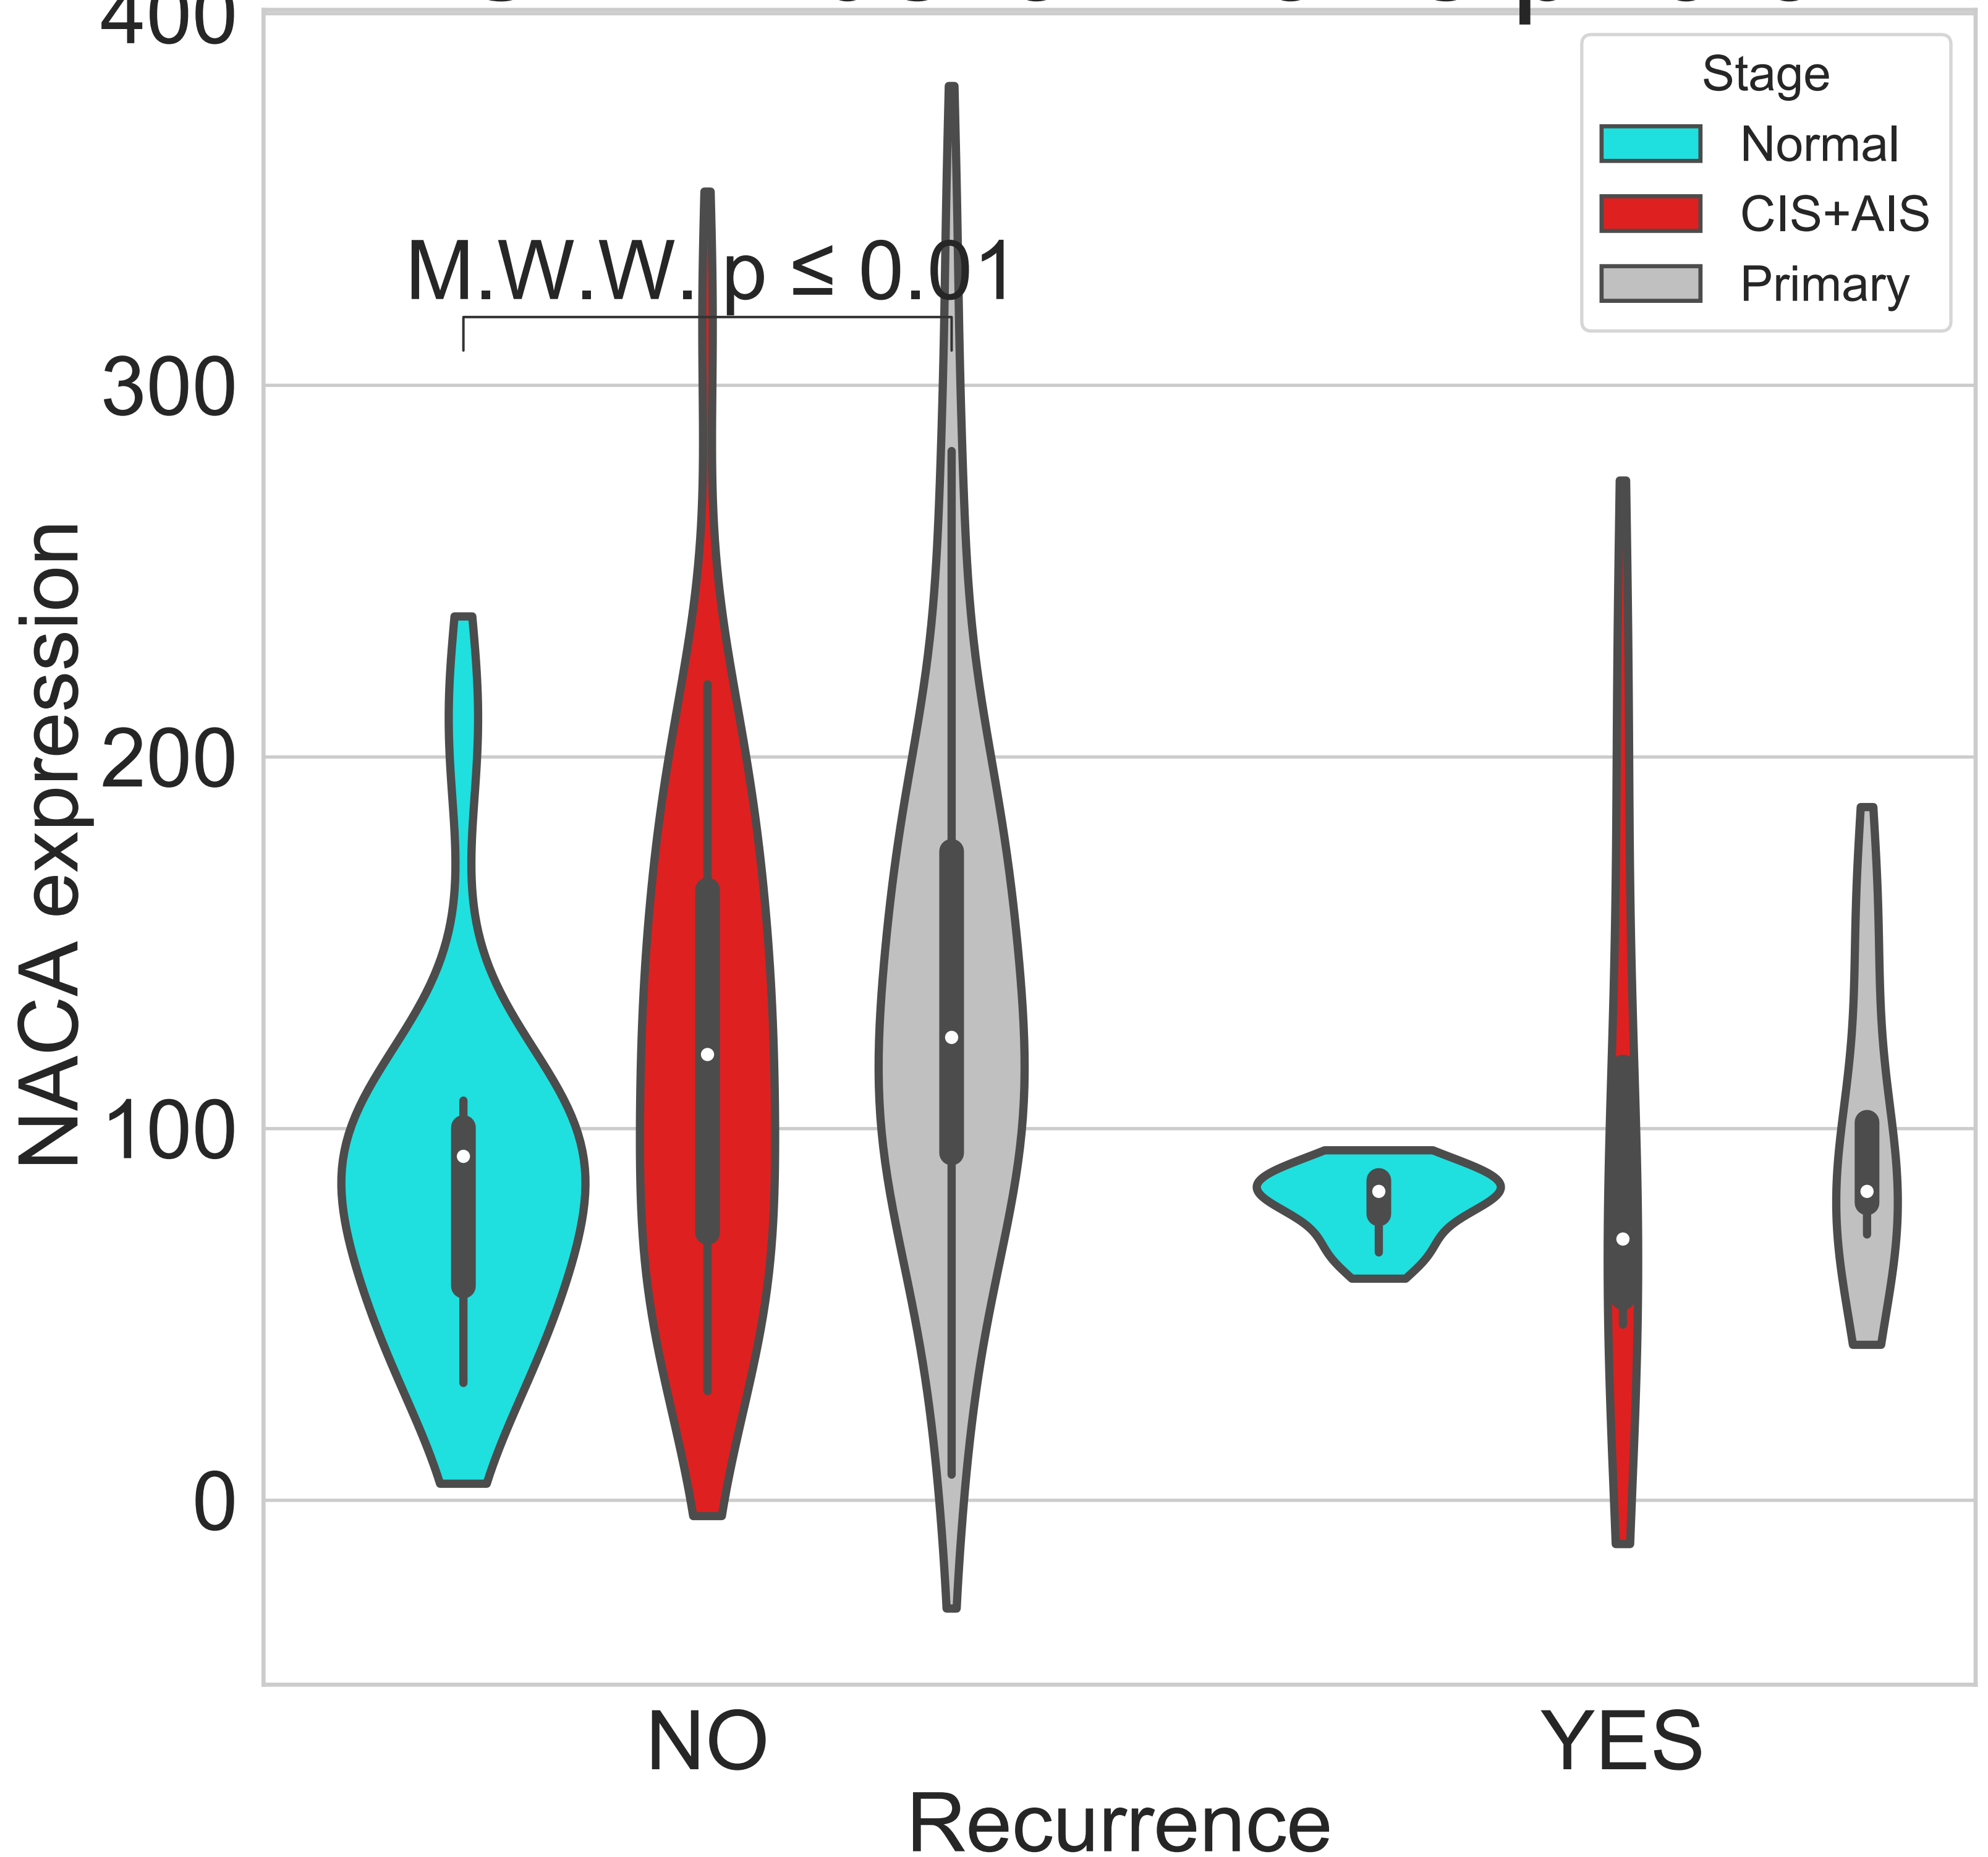 400
300
200
100
0
NACA expression
M.W.W. p ≤ 0.01
Stage
Normal
CIS+AIS
Primary
NO
YES
Recurrence